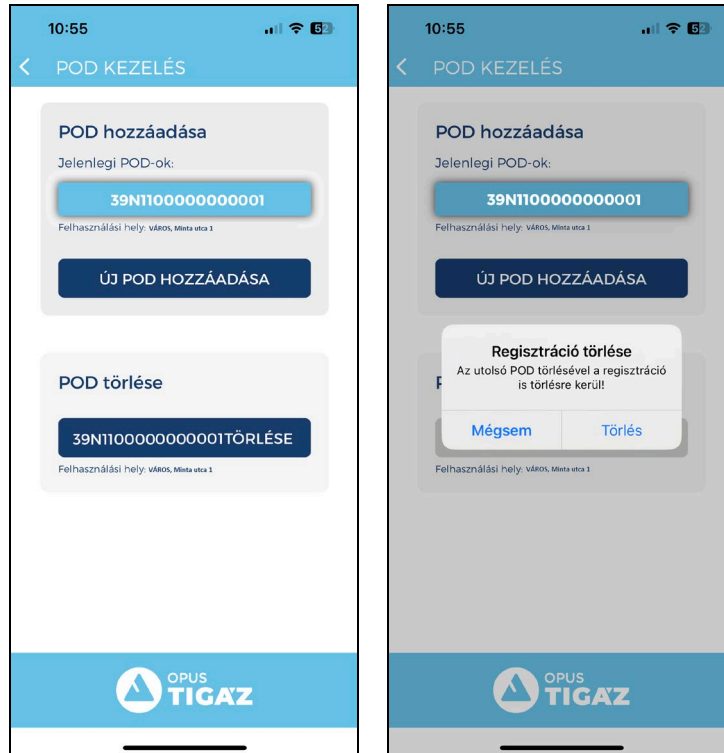 10:55
52
POD KEZELÉS
POD hozzáadása
Jelenlegi POD-ok:
39N1100000000001
Felhasználási hely: VÁROS, Minta utca 1
ÚJ POD HOZZÁADÁSA
POD törlése
39N1100000000001TÖRLÉSE
Felhasználási hely: VÁROS, Minta utca 1
OPUS
TIGÁZ
10:55
52
POD KEZELÉS
POD hozzáadása
Jelenlegi POD-ok:
39N1100000000001
Felhasználási hely: VÁROS, Minta utca 1
ÚJ POD HOZZÁADÁSA
Regisztráció törlése
Az utolsó POD törlésével a regisztráció
is törlésre kerül!
Mégsem Törlés
Felhasználási hely: VÁROS, Minta utca 1
OPUS
TIGÁZ